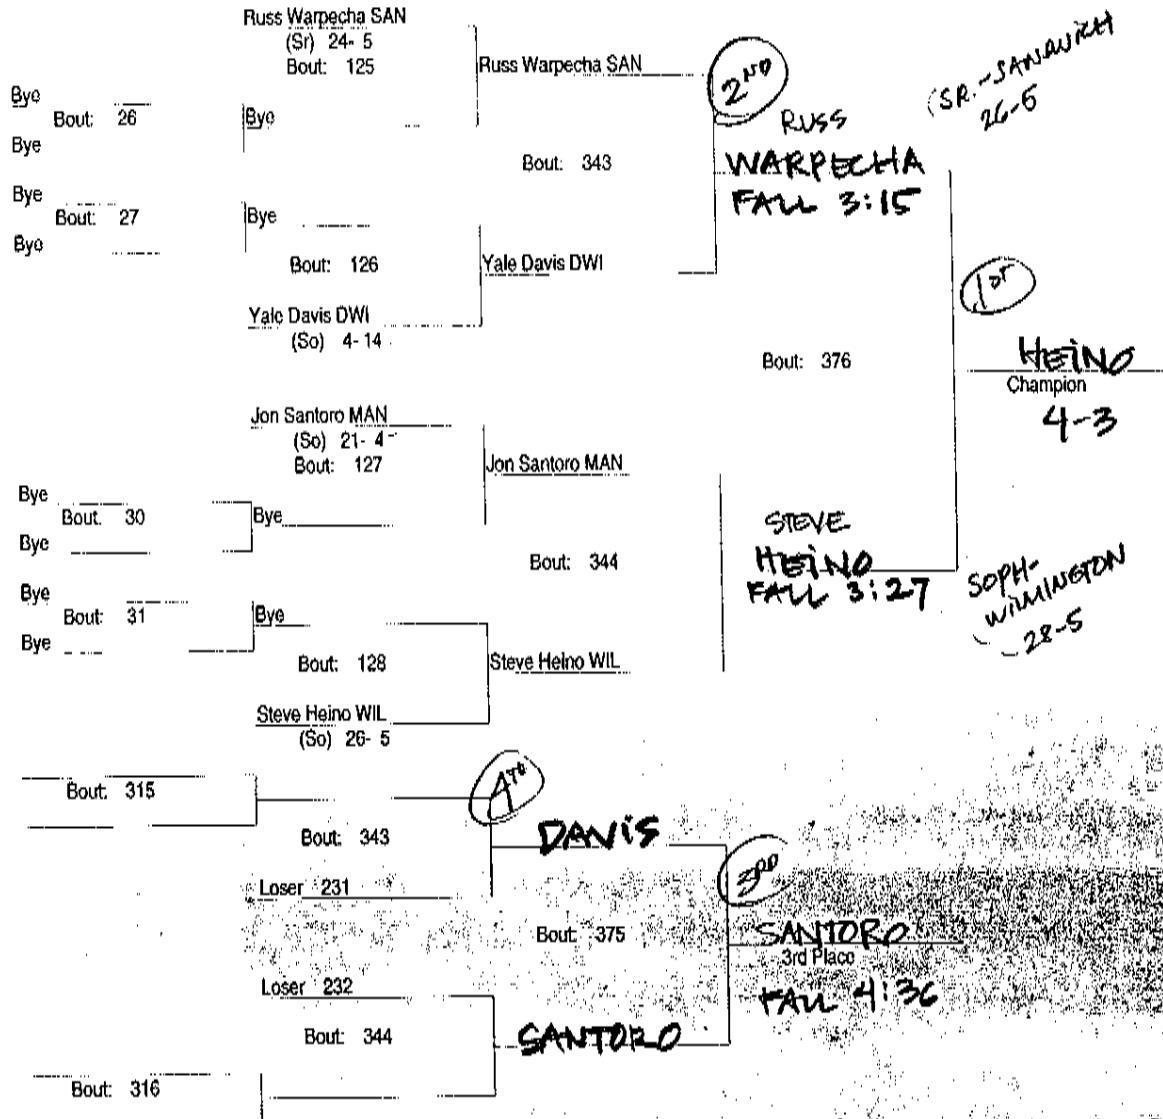 Russ Warpecha SAN
(Sr) 24- 5
Bout: 125
Russ Warpecha SAN
2ND
(SR.-SANDWICH
26-6
Bye
Bout: 26
Bye
Bye
RUSS
WARPECHA
FALL 3:15
Bout: 343
Bye
Bout: 27
Bye
Bye
Bout: 126
Yale Davis DWI
Yale Davis DWI
(So) 4-14
1ST
Bout: 376
HEINO
Champion
4-3
Jon Santoro MAN
(So) 21- 4
Bout: 127
Jon Santoro MAN
Bye
Bout. 30
Bye
Bye
STEVE
HEINO
FALL 3:27
SOPH-
WILMINGTON
28-5
Bout: 344
Bye
Bout: 31
Bye
Bye
Bout: 128
Steve Heino WIL
Steve Heino WIL
(So) 26- 5
Bout: 315
4TH
Bout: 343
DAVIS
Loser 231
3RD
Bout: 375
SANTORO
3rd Place
FALL 4:36
Loser 232
Bout: 344
SANTORO
Bout: 316